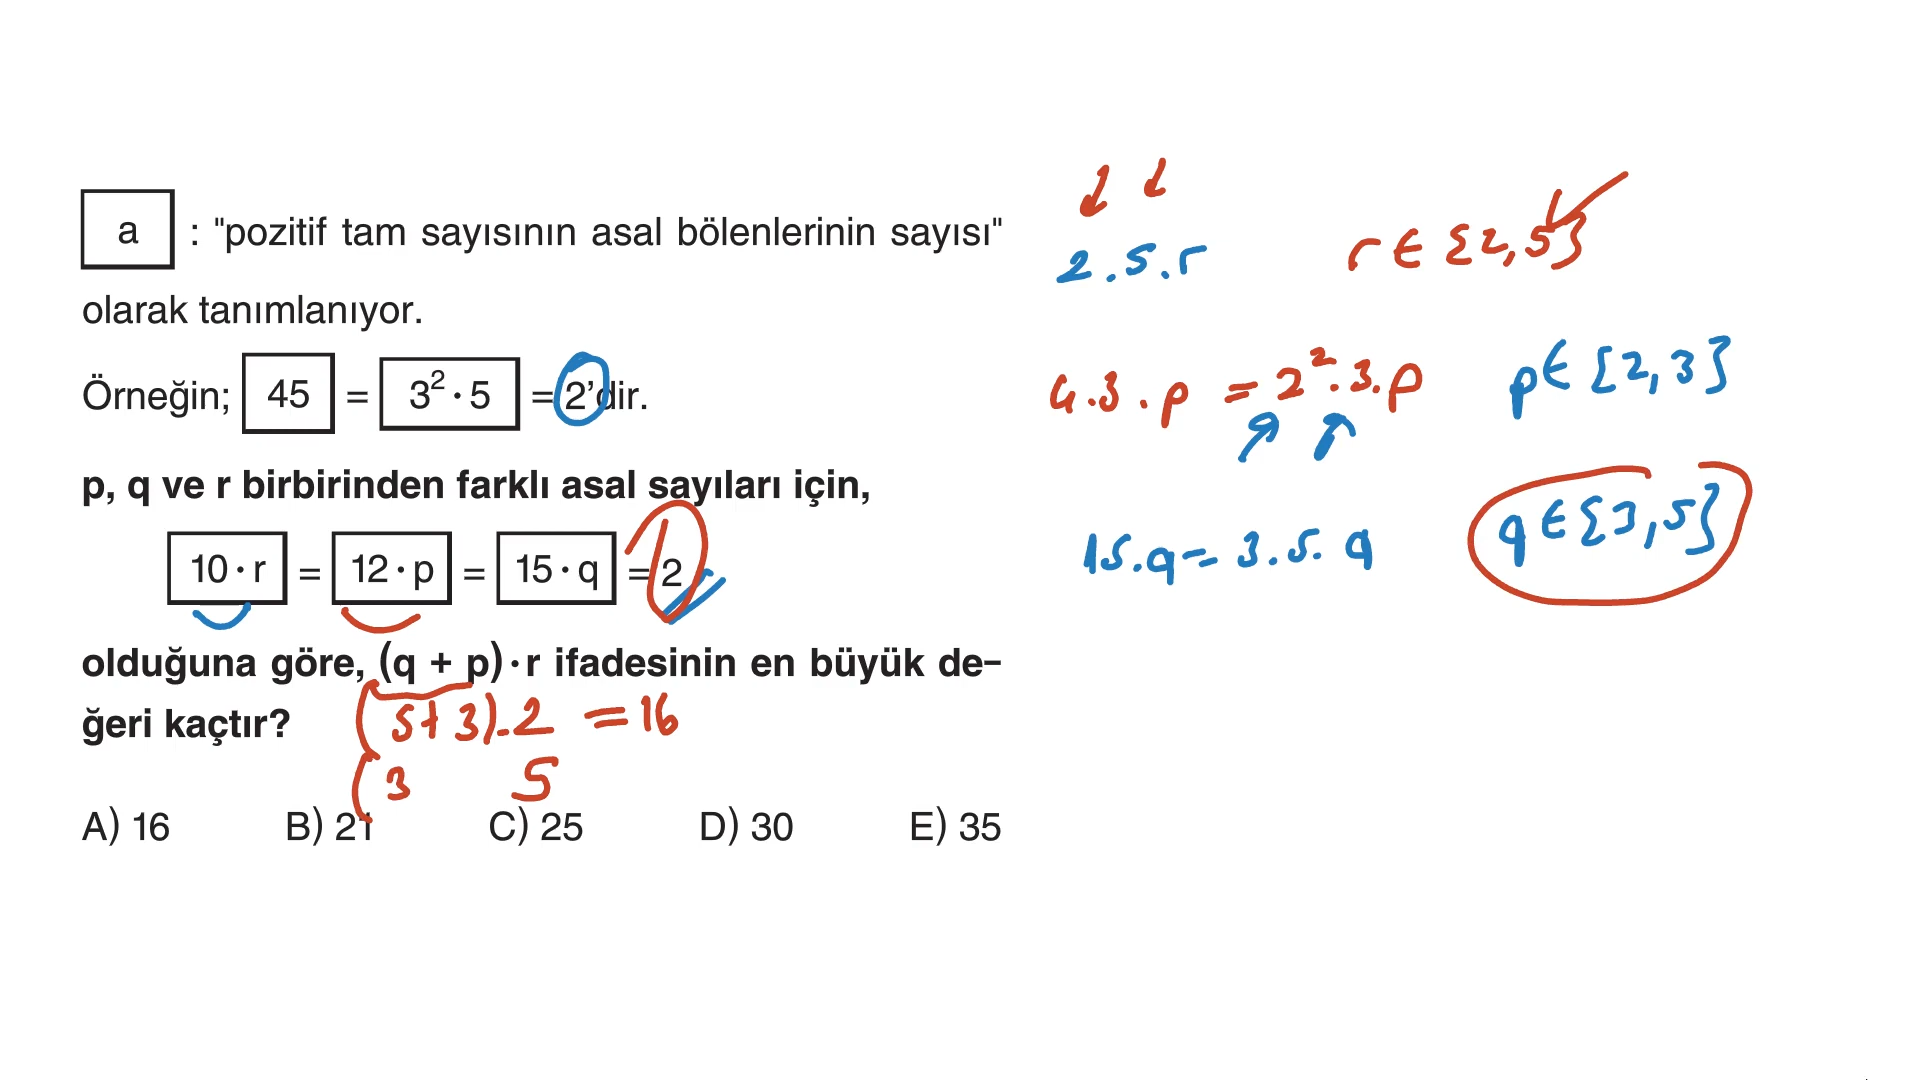 a : "pozitif tam sayısının asal bölenlerinin sayısı"
olarak tanımlanıyor.
Örneğin; 45 = 3² · 5 = 2'dir.
p, q ve r birbirinden farklı asal sayıları için,
10 · r = 12 · p = 15 · q = 2
olduğuna göre, (q + p) · r ifadesinin en büyük de-
ğeri kaçtır?
(5+3).2 = 16
(3 5
A) 16 B) 21 C) 25 D) 30 E) 35
2.5.r r ∈ {2,5}
4.3.p = 2².3.p p ∈ {2,3}
15.q = 3.5.q q ∈ {3,5}